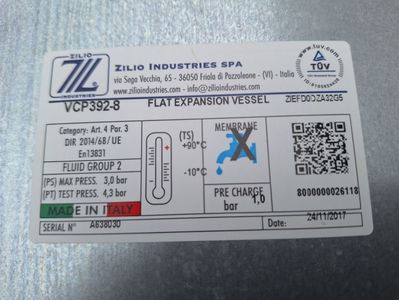 ZILIO
INDUSTRIES
ZILIO INDUSTRIES SPA
via Sega Vecchia, 65 - 36050 Friola di Pozzoleone - (VI) - Italia
www.zilioindustries.com - info@zilioindustries.com
www.tuv.com
TÜV
VCP392-8
FLAT EXPANSION VESSEL
Category: Art. 4 Par. 3
DIR 2014/68/UE
En13831
FLUID GROUP 2
(PS) MAX PRESS. 3,0 bar
(PT) TEST PRESS. 4,3 bar
MADE IN ITALY
(TS)
+90°C
-10°C
MEMBRANE
X
PRE CHARGE
bar 1,0
8000000026118
SERIAL N° A638030
Date: 24/11/2017